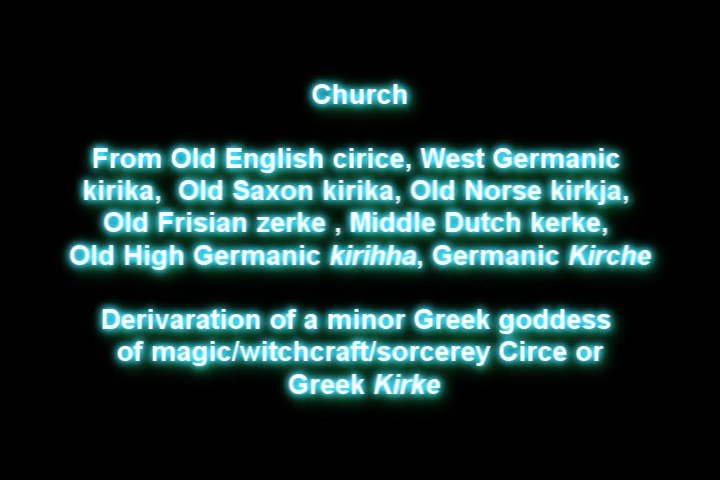 Church
From Old English cirice, West Germanic
kirika,  Old Saxon kirika, Old Norse kirkja,
Old Frisian zerke , Middle Dutch kerke,
Old High Germanic kirihha, Germanic Kirche
Derivaration of a minor Greek goddess
of magic/witchcraft/sorcerey Circe or
Greek Kirke